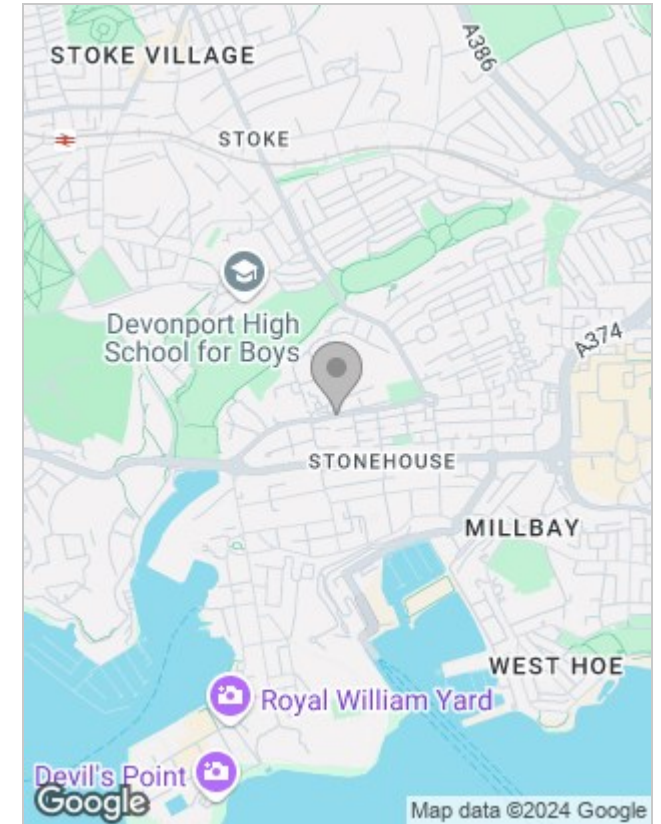 STOKE VILLAGE
A386
STOKE
Devonport High
School for Boys
A374
STONEHOUSE
MILLBAY
WEST HOE
Royal William Yard
Devil's Point
Google
Map data ©2024 Google